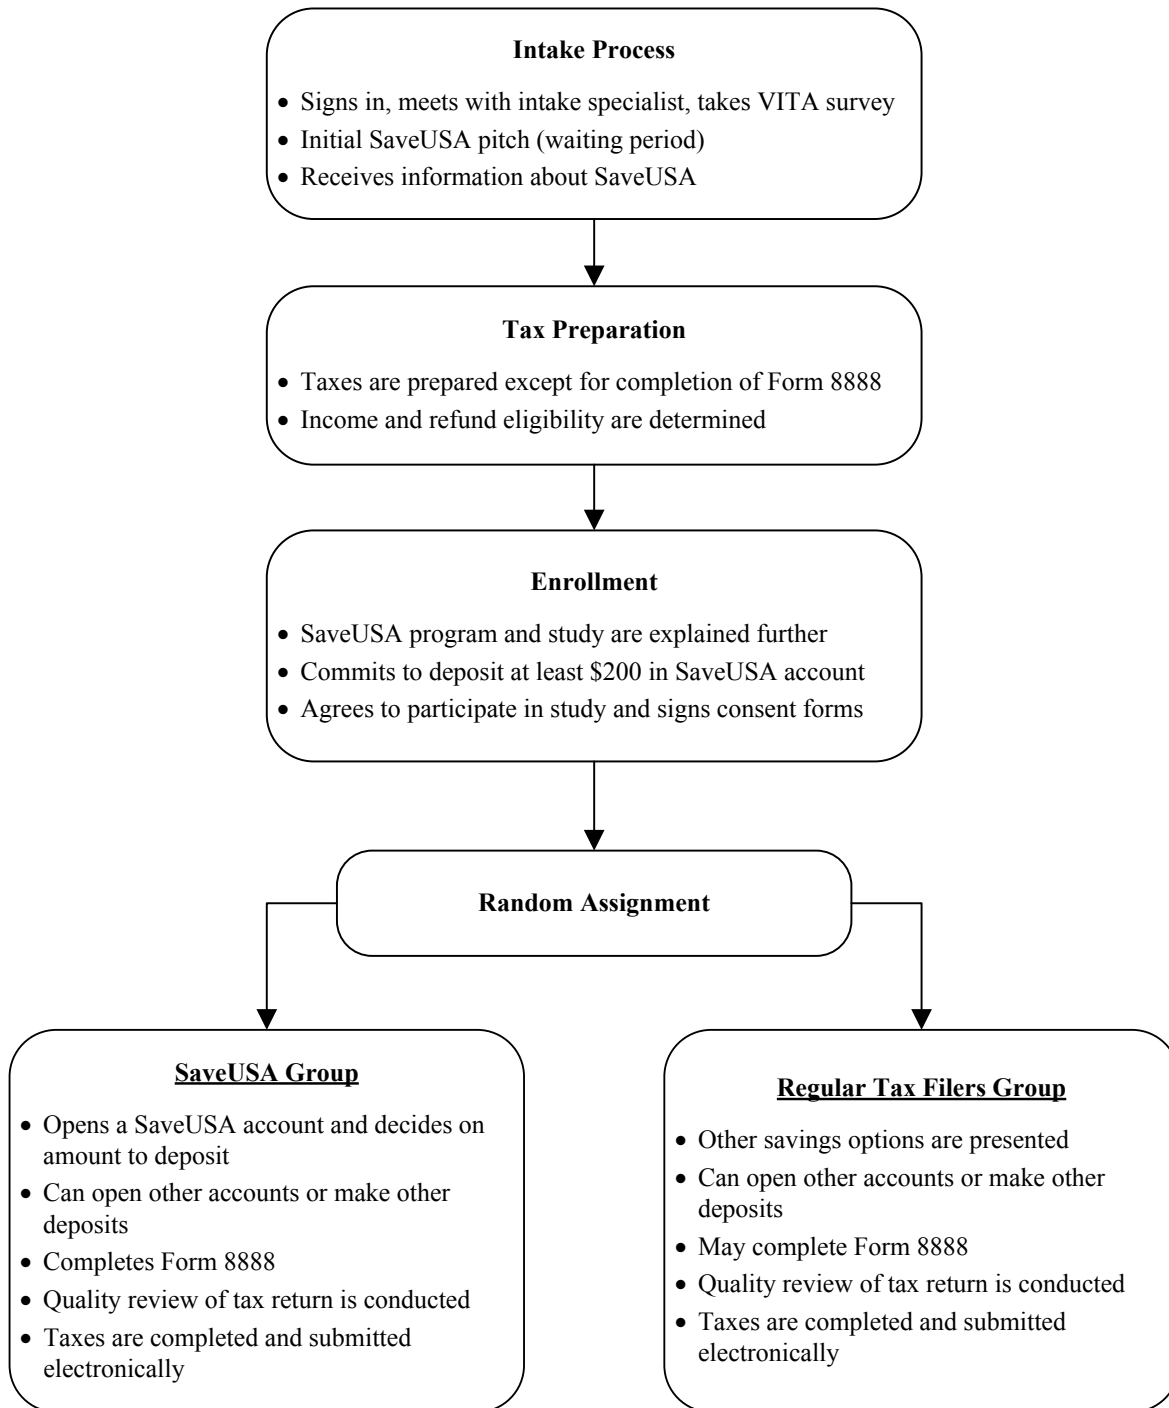 Intake Process
• Signs in, meets with intake specialist, takes VITA survey
• Initial SaveUSA pitch (waiting period)
• Receives information about SaveUSA
Tax Preparation
• Taxes are prepared except for completion of Form 8888
• Income and refund eligibility are determined
Enrollment
• SaveUSA program and study are explained further
• Commits to deposit at least $200 in SaveUSA account
• Agrees to participate in study and signs consent forms
Random Assignment
SaveUSA Group
• Opens a SaveUSA account and decides on
amount to deposit
• Can open other accounts or make other
deposits
• Completes Form 8888
• Quality review of tax return is conducted
• Taxes are completed and submitted
electronically
Regular Tax Filers Group
• Other savings options are presented
• Can open other accounts or make other
deposits
• May complete Form 8888
• Quality review of tax return is conducted
• Taxes are completed and submitted
electronically